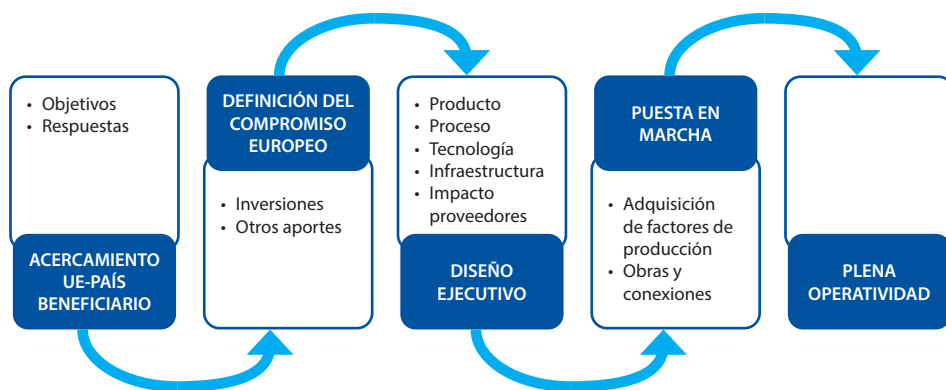 • Objetivos
• Respuestas
ACERCAMIENTO
UE-PAÍS
BENEFICIARIO
DEFINICIÓN DEL
COMPROMISO
EUROPEO
• Inversiones
• Otros aportes
• Producto
• Proceso
• Tecnología
• Infraestructura
• Impacto
proveedores
DISEÑO
EJECUTIVO
PUESTA EN
MARCHA
• Adquisición
de factores de
producción
• Obras y
conexiones
PLENA
OPERATIVIDAD